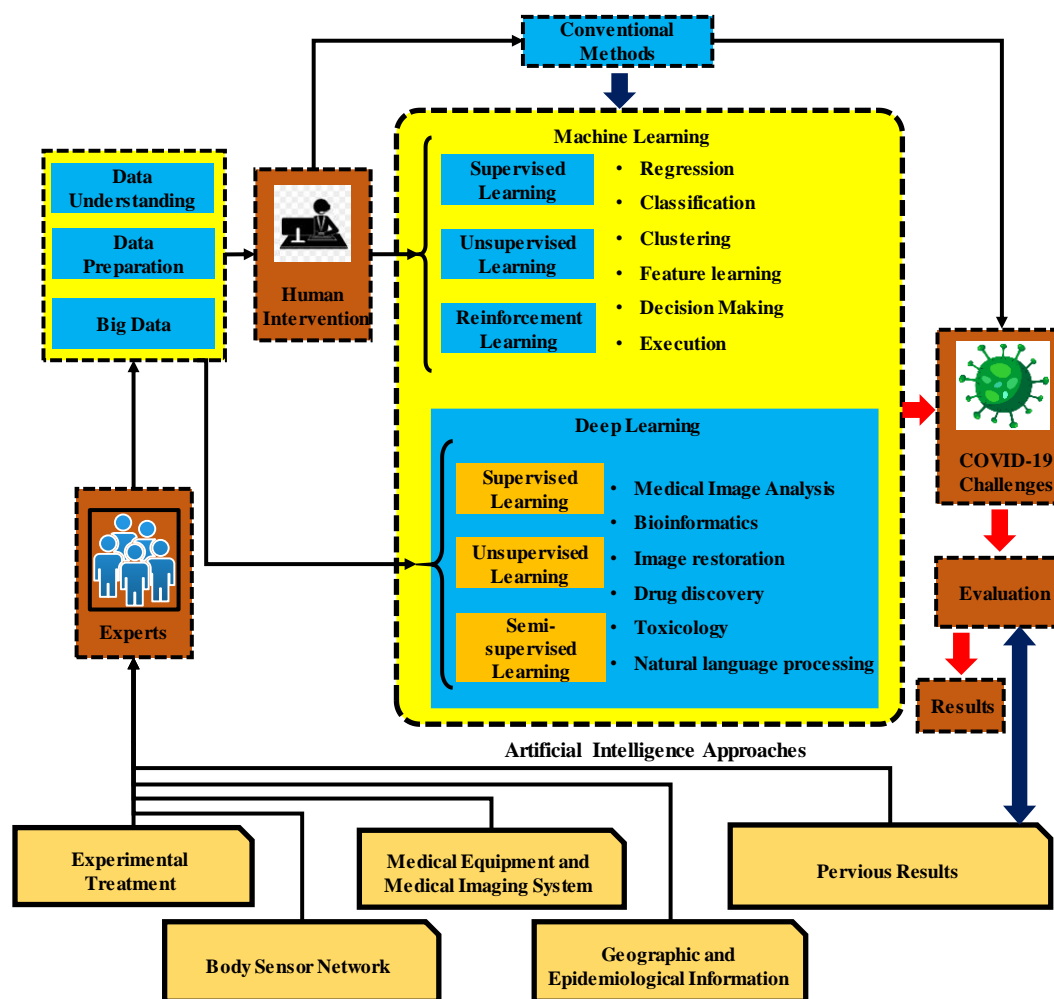 Conventional
Methods
Data
Understanding
Data
Preparation
Big Data
Human
Intervention
Machine Learning
Supervised
Learning
Unsupervised
Learning
Reinforcement
Learning
• Regression
• Classification
• Clustering
• Feature learning
• Decision Making
• Execution
Deep Learning
Supervised
Learning
Unsupervised
Learning
Semi-
supervised
Learning
• Medical Image Analysis
• Bioinformatics
• Image restoration
• Drug discovery
• Toxicology
• Natural language processing
COVID-19
Challenges
Evaluation
Results
Experts
Artificial Intelligence Approaches
Experimental
Treatment
Medical Equipment and
Medical Imaging System
Pervious Results
Body Sensor Network
Geographic and
Epidemiological Information